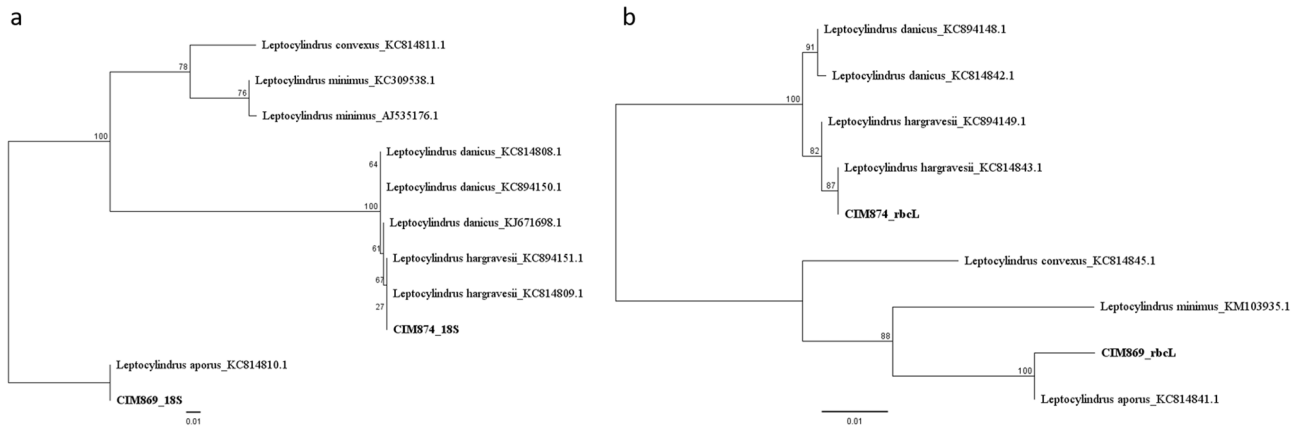 a
Leptocylindrus convexus_KC814811.1
78
Leptocylindrus minimus_KC309538.1
76
Leptocylindrus minimus_AJ535176.1
100
Leptocylindrus danicus_KC814808.1
64
Leptocylindrus danicus_KC894150.1
100
Leptocylindrus danicus_KJ671698.1
61
Leptocylindrus hargravesii_KC894151.1
67
Leptocylindrus hargravesii_KC814809.1
27
CIM874_18S
Leptocylindrus aporus_KC814810.1
CIM869_18S
0.01
b
Leptocylindrus danicus_KC894148.1
91
Leptocylindrus danicus_KC814842.1
100
Leptocylindrus hargravesii_KC894149.1
82
Leptocylindrus hargravesii_KC814843.1
87
CIM874_rbcL
Leptocylindrus convexus_KC814845.1
Leptocylindrus minimus_KM103935.1
88
CIM869_rbcL
100
Leptocylindrus aporus_KC814841.1
0.01